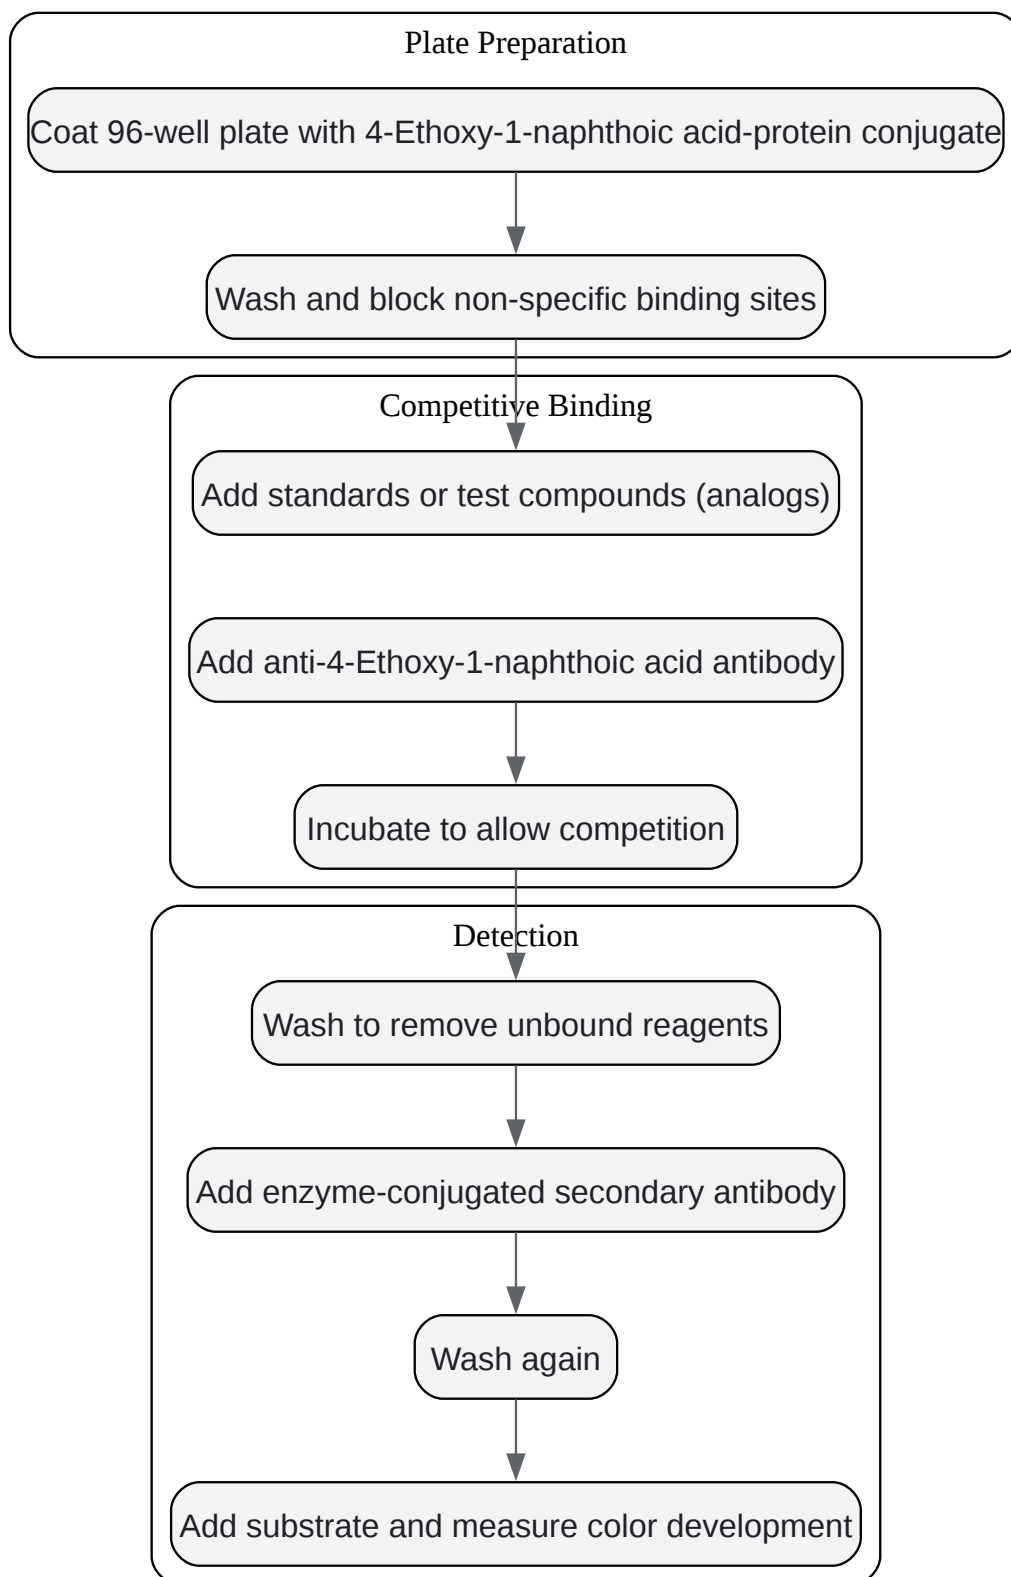 Plate Preparation
Coat 96-well plate with 4-Ethoxy-1-naphthoic acid-protein conjugate
Wash and block non-specific binding sites
Competitive Binding
Add standards or test compounds (analogs)
Add anti-4-Ethoxy-1-naphthoic acid antibody
Incubate to allow competition
Detection
Wash to remove unbound reagents
Add enzyme-conjugated secondary antibody
Wash again
Add substrate and measure color development